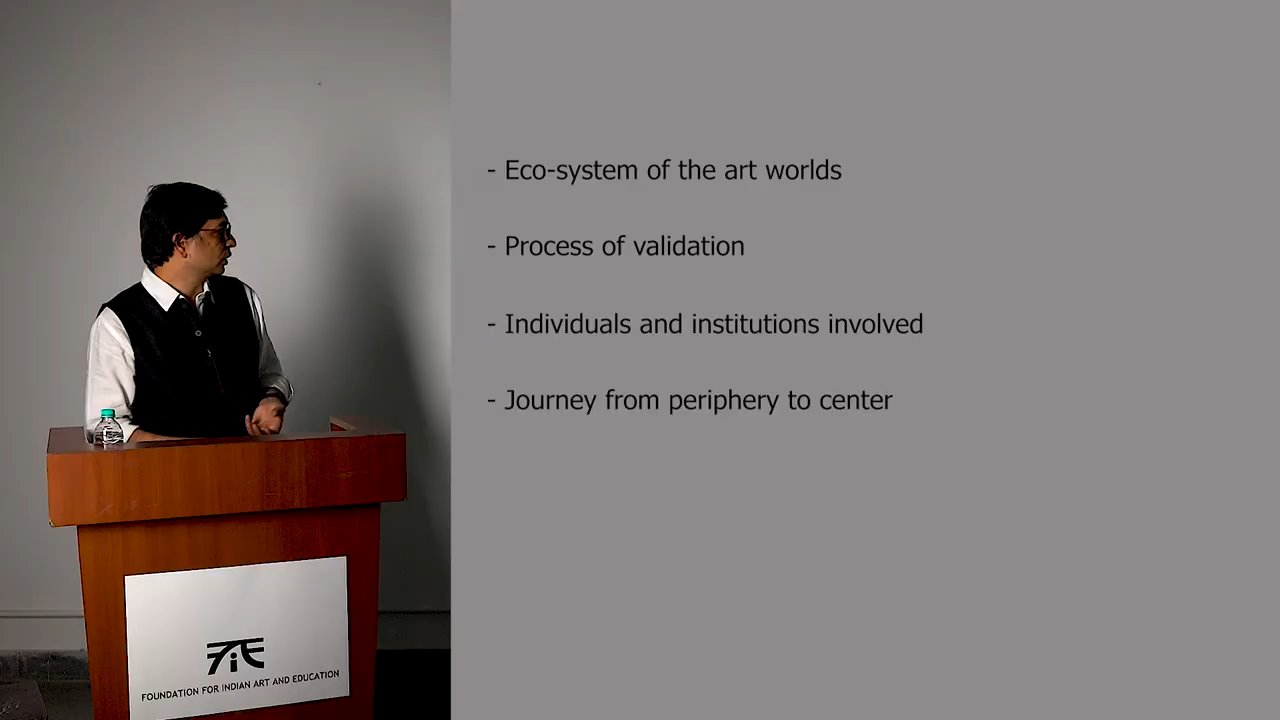 - Eco-system of the art worlds
- Process of validation
- Individuals and institutions involved
- Journey from periphery to center
FIE
FOUNDATION FOR INDIAN ART AND EDUCATION